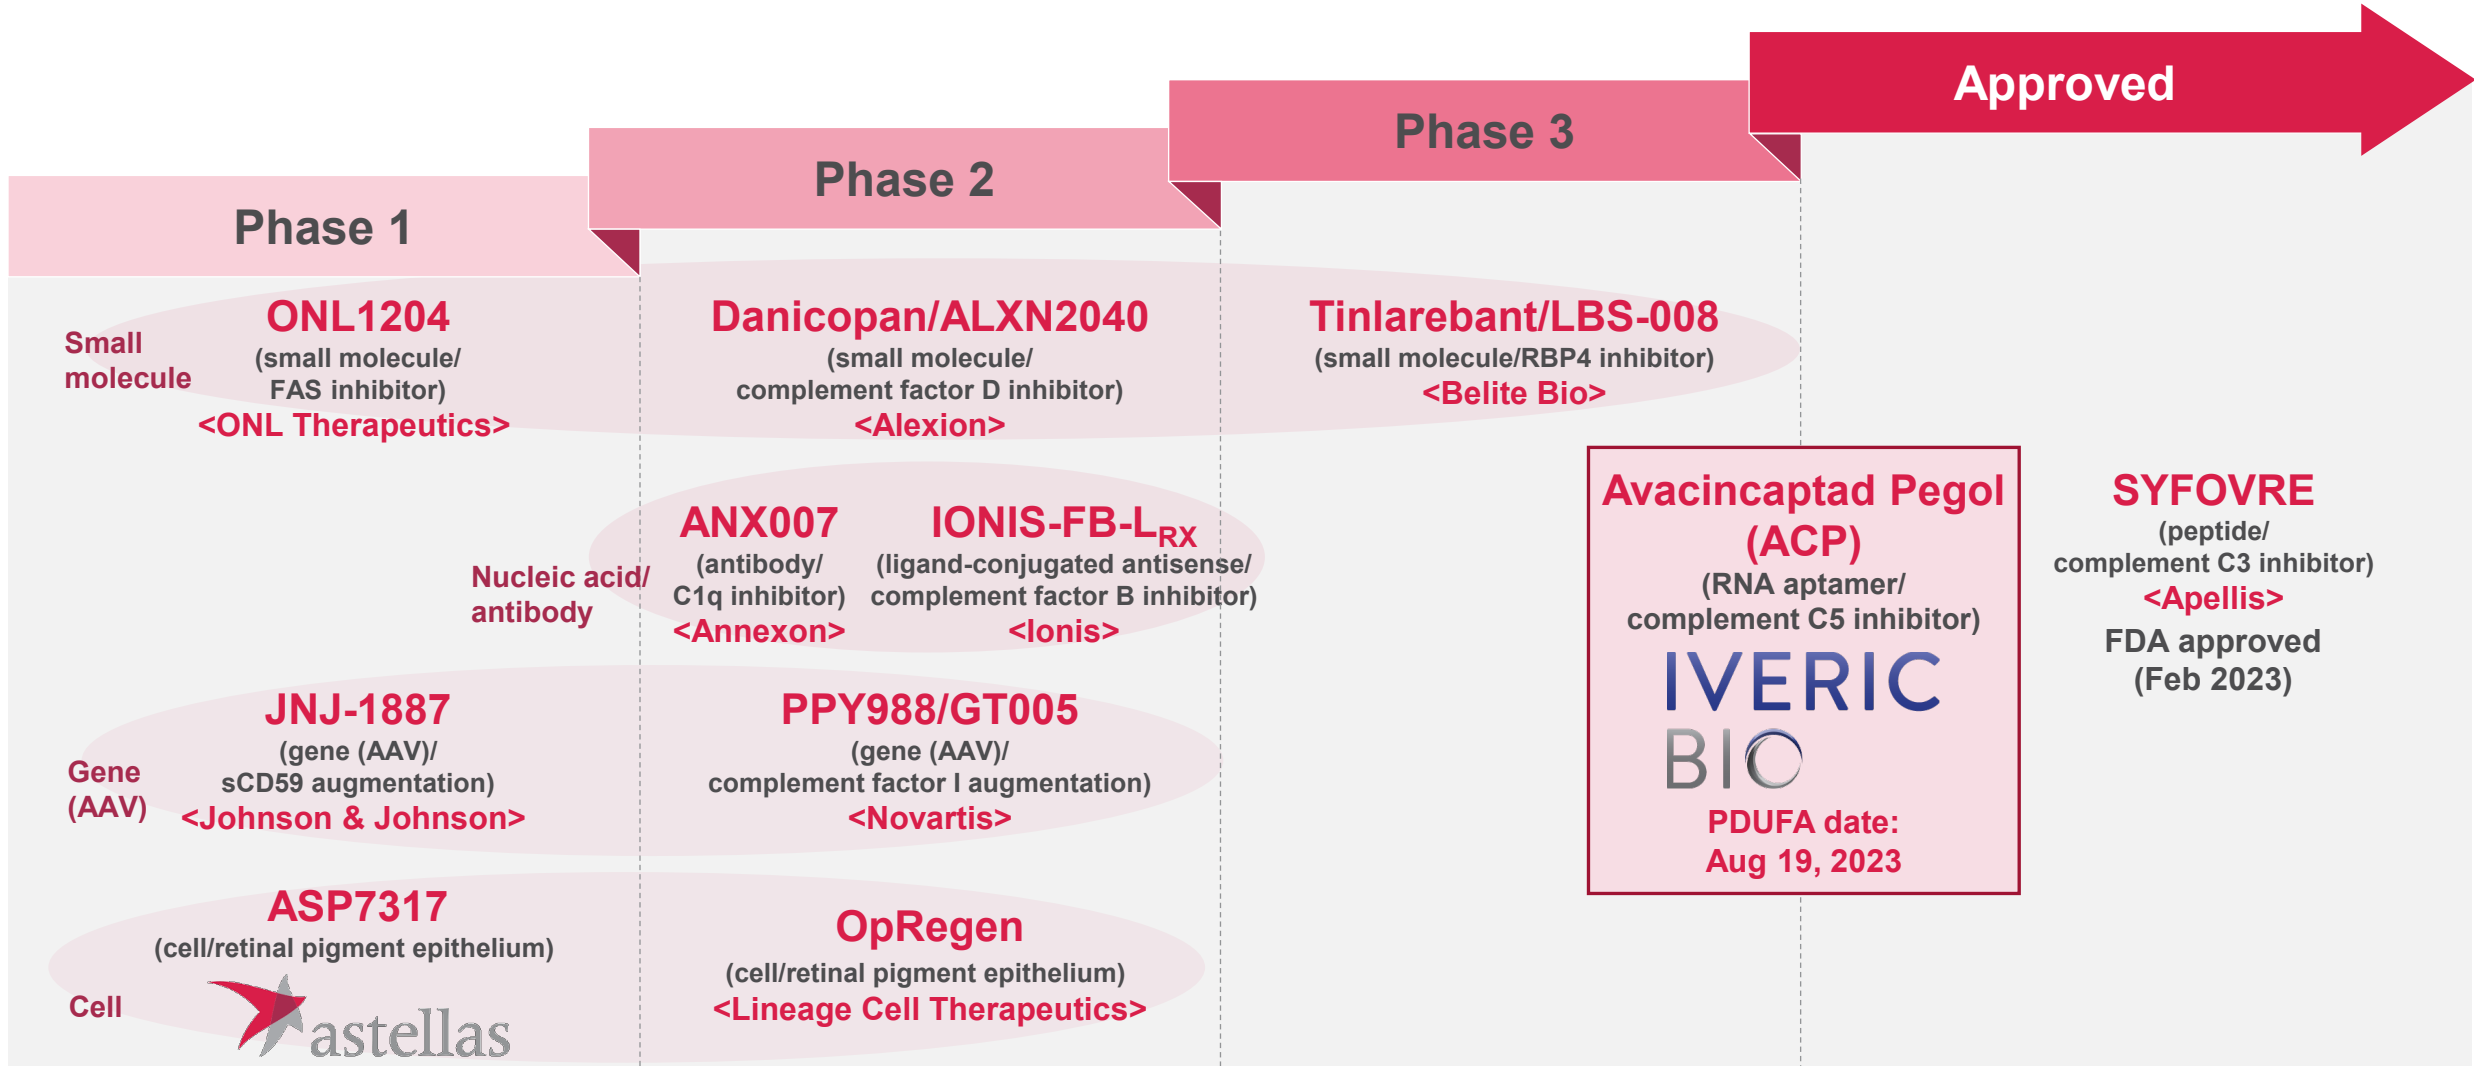 Approved
Phase 3
Phase 2
Phase 1
Small
molecule
ONL1204
(small molecule/
FAS inhibitor)
<ONL Therapeutics>
Danicopan/ALXN2040
(small molecule/
complement factor D inhibitor)
<Alexion>
Tinlarebant/LBS-008
(small molecule/RBP4 inhibitor)
<Belite Bio>
Nucleic acid/
antibody
ANX007
(antibody/
C1q inhibitor)
<Annexon>
IONIS-FB-LRX
(ligand-conjugated antisense/
complement factor B inhibitor)
<Ionis>
Avacincaptad Pegol
(ACP)
(RNA aptamer/
complement C5 inhibitor)
IVERIC
BIO
PDUFA date:
Aug 19, 2023
SYFOVRE
(peptide/
complement C3 inhibitor)
<Apellis>
FDA approved
(Feb 2023)
Gene
(AAV)
JNJ-1887
(gene (AAV)/
sCD59 augmentation)
<Johnson & Johnson>
PPY988/GT005
(gene (AAV)/
complement factor I augmentation)
<Novartis>
Cell
ASP7317
(cell/retinal pigment epithelium)
astellas
OpRegen
(cell/retinal pigment epithelium)
<Lineage Cell Therapeutics>